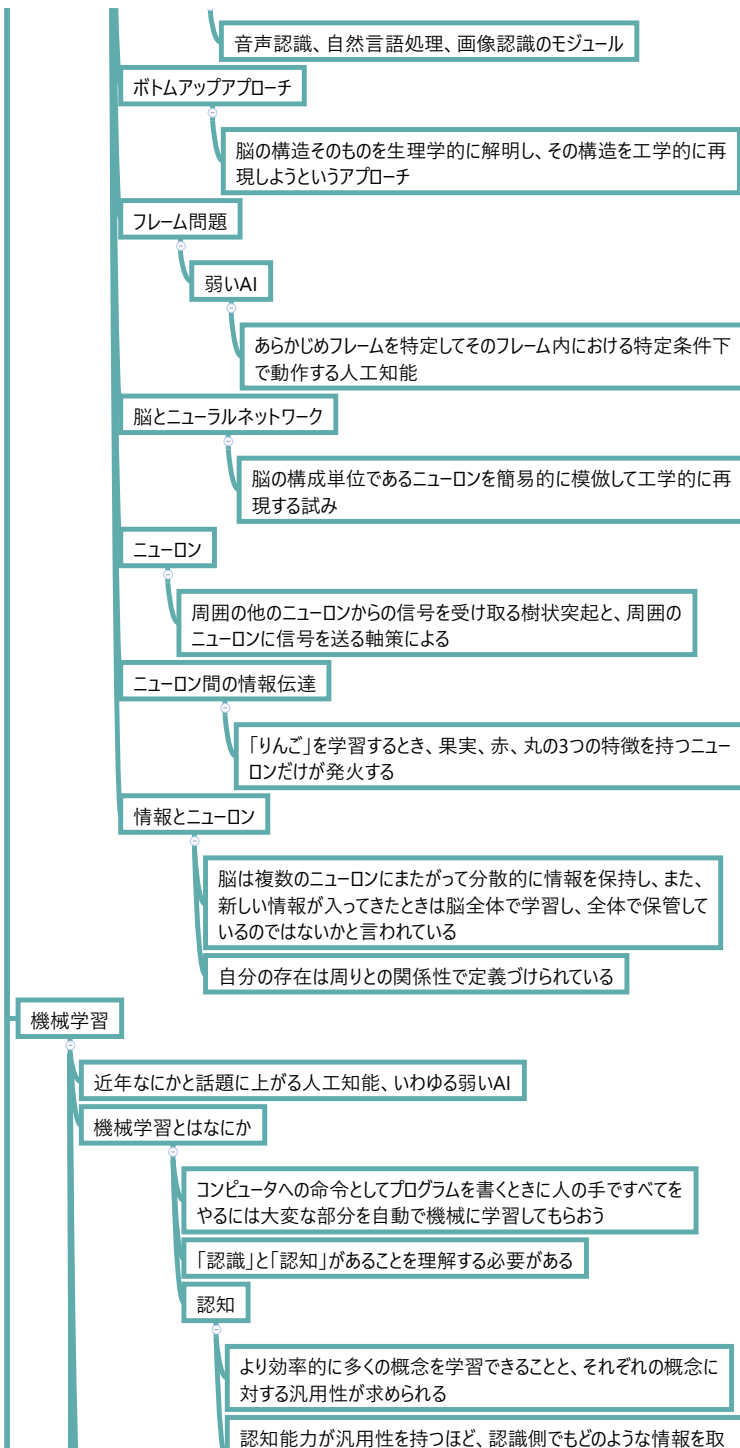 音声認識、自然言語処理、画像認識のモジュール
ボトムアップアプローチ
脳の構造そのものを生理学的に解明し、その構造を工学的に再
現しようというアプローチ
フレーム問題
弱いAI
あらかじめフレームを特定してそのフレーム内における特定条件下
で動作する人工知能
脳とニューラルネットワーク
脳の構成単位であるニューロンを簡易的に模倣して工学的に再
現する試み
ニューロン
周囲の他のニューロンからの信号を受け取る樹状突起と、周囲の
ニューロンに信号を送る軸策による
ニューロン間の情報伝達
「りんご」を学習するとき、果実、赤、丸の3つの特徴を持つニュー
ロンだけが発火する
情報とニューロン
脳は複数のニューロンにまたがって分散的に情報を保持し、また、
新しい情報が入ってきたときは脳全体で学習し、全体で保管して
いるのではないかと言われている
自分の存在は周りとの関係性で定義づけられている
機械学習
近年なにかと話題に上がる人工知能、いわゆる弱いAI
機械学習とはなにか
コンピュータへの命令としてプログラムを書くときに人の手ですべてを
やるには大変な部分を自動で機械に学習してもらおう
「認識」と「認知」があることを理解する必要がある
認知
より効率的に多くの概念を学習できることと、それぞれの概念に
対する汎用性が求められる
認知能力が汎用性を持つほど、認識側でもどのような情報を取